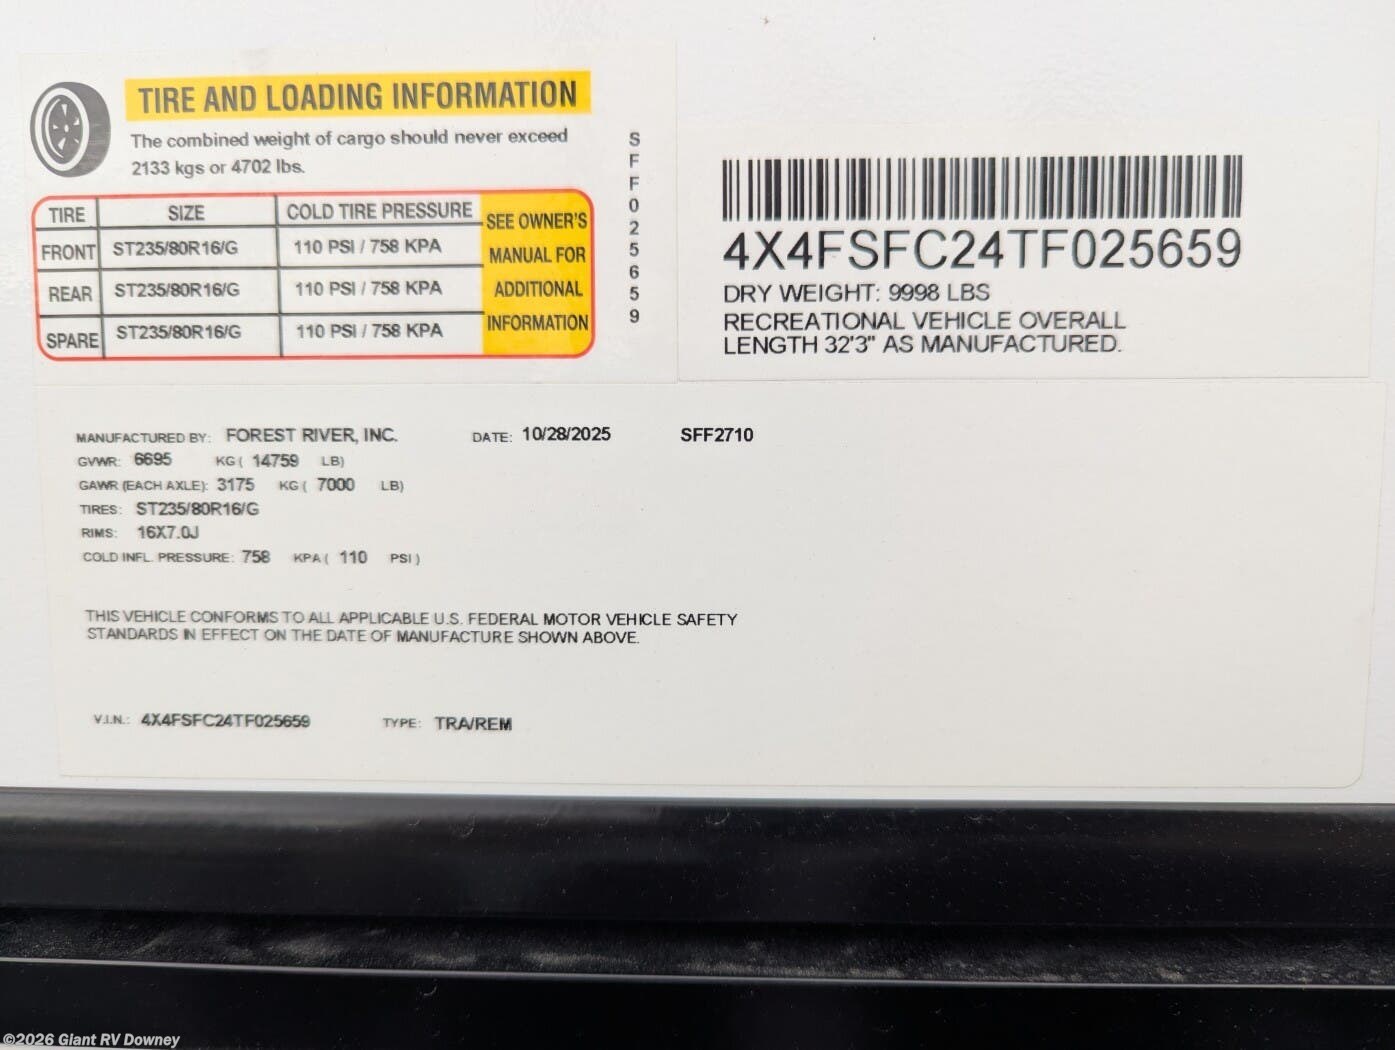 TIRE AND LOADING INFORMATION
The combined weight of cargo should never exceed
2133 kgs or 4702 lbs.
TIRE SIZE COLD TIRE PRESSURE
FRONT ST235/80R16/G 110 PSI / 758 KPA
REAR ST235/80R16/G 110 PSI / 758 KPA
SPARE ST235/80R16/G 110 PSI / 758 KPA
SEE OWNER'S
MANUAL FOR
ADDITIONAL
INFORMATION
SFF025659
4X4FSFC24TF025659
DRY WEIGHT: 9998 LBS
RECREATIONAL VEHICLE OVERALL
LENGTH 32'3" AS MANUFACTURED.
MANUFACTURED BY: FOREST RIVER, INC. DATE: 10/28/2025 SFF2710
GVWR: 6695 KG ( 14759 LB)
GAWR (EACH AXLE): 3175 KG ( 7000 LB)
TIRES: ST235/80R16/G
RIMS: 16X7.0J
COLD INFL. PRESSURE: 758 KPA ( 110 PSI )
THIS VEHICLE CONFORMS TO ALL APPLICABLE U.S. FEDERAL MOTOR VEHICLE SAFETY
STANDARDS IN EFFECT ON THE DATE OF MANUFACTURE SHOWN ABOVE.
V.I.N.: 4X4FSFC24TF025659 TYPE: TRA/REM
©2026 Giant RV Downey